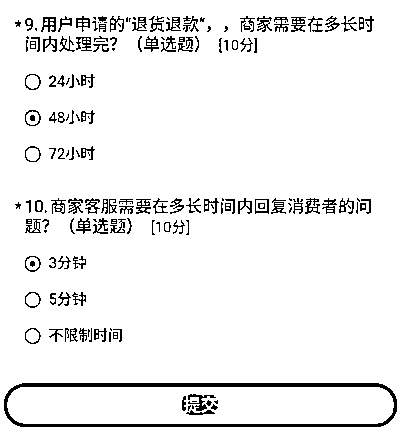 *9.用户申请的"退货退款"，，商家需要在多长时
间内处理完？（单选题） [10分]
24小时
48小时
72小时
*10.商家客服需要在多长时间内回复消费者的问
题？（单选题） [10分]
3分钟
5分钟
不限制时间
提交